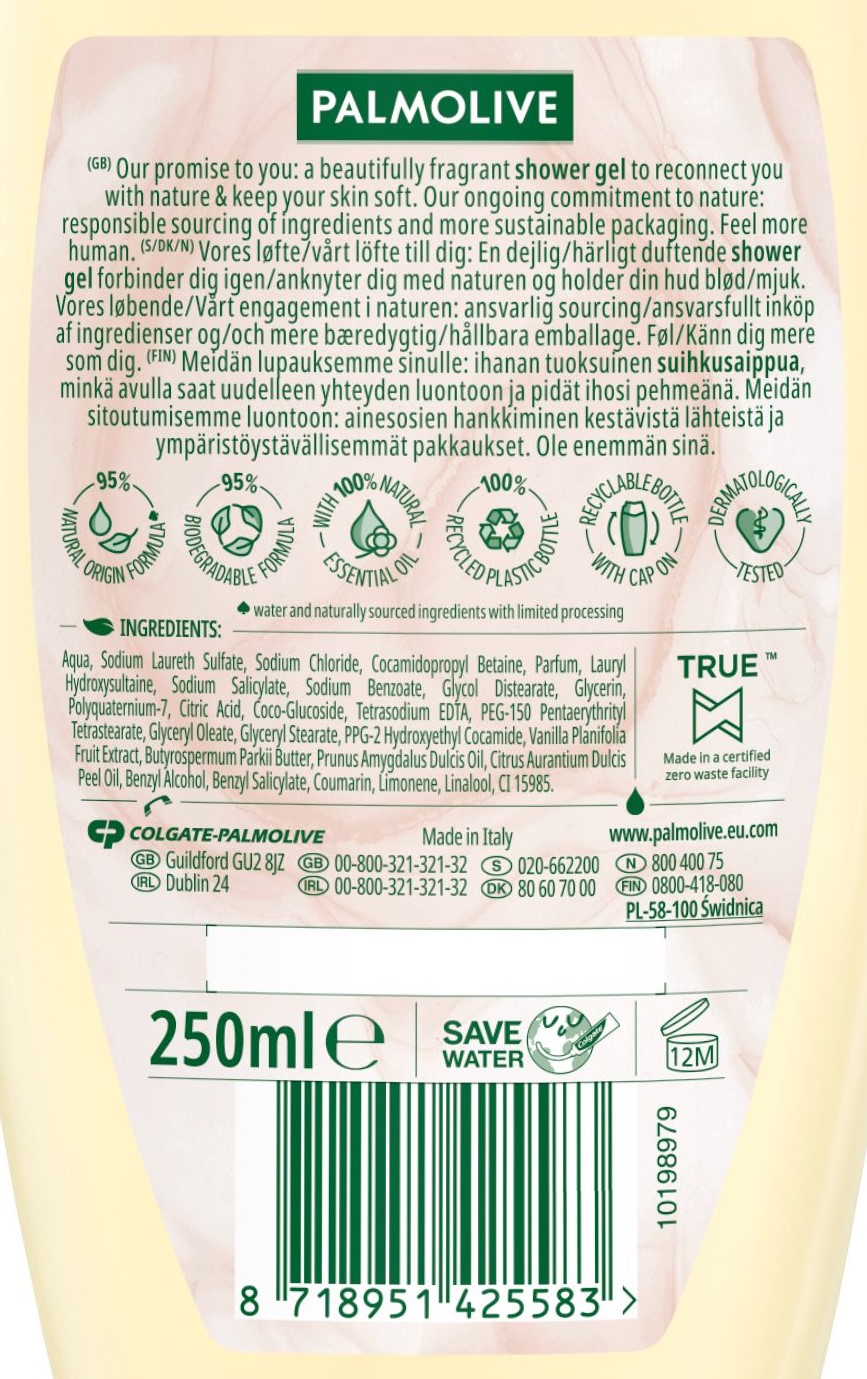 PALMOLIVE
(GB) Our promise to you: a beautifully fragrant shower gel to reconnect you
with nature & keep your skin soft. Our ongoing commitment to nature:
responsible sourcing of ingredients and more sustainable packaging. Feel more
human. (S/DK/N) Vores løfte/vårt löfte till dig: En dejlig/härligt duftende shower
gel forbinder dig igen/anknyter dig med naturen og holder din hud blød/mjuk.
Vores løbende/Vårt engagement i naturen: ansvarlig sourcing/ansvarsfullt inköp
af ingredienser og/och mere bæredygtig/hållbara emballage. Føl/Känn dig mere
som dig. (FIN) Meidän lupauksemme sinulle: ihanan tuoksuinen suihkusaippua,
minkä avulla saat uudelleen yhteyden luontoon ja pidät ihosi pehmeänä. Meidän
sitoutumisemme luontoon: ainesosien hankkiminen kestävistä lähteistä ja
ympäristöystävällisemmät pakkaukset. Ole enemmän sinä.
95% NATURAL ORIGIN FORMULA♠
95% BIODEGRADABLE FORMULA
WITH 100% NATURAL ESSENTIAL OIL
100% RECYCLED PLASTIC BOTTLE
RECYCLABLE BOTTLE WITH CAP ON
DERMATOLOGICALLY TESTED
♠ water and naturally sourced ingredients with limited processing
INGREDIENTS:
Aqua, Sodium Laureth Sulfate, Sodium Chloride, Cocamidopropyl Betaine, Parfum, Lauryl
Hydroxysultaine, Sodium Salicylate, Sodium Benzoate, Glycol Distearate, Glycerin,
Polyquaternium-7, Citric Acid, Coco-Glucoside, Tetrasodium EDTA, PEG-150 Pentaerythrityl
Tetrastearate, Glyceryl Oleate, Glyceryl Stearate, PPG-2 Hydroxyethyl Cocamide, Vanilla Planifolia
Fruit Extract, Butyrospermum Parkii Butter, Prunus Amygdalus Dulcis Oil, Citrus Aurantium Dulcis
Peel Oil, Benzyl Alcohol, Benzyl Salicylate, Coumarin, Limonene, Linalool, CI 15985.
TRUE™
Made in a certified
zero waste facility
CP COLGATE-PALMOLIVE Made in Italy www.palmolive.eu.com
GB Guildford GU2 8JZ GB 00-800-321-321-32 S 020-662200 N 800 400 75
IRL Dublin 24 IRL 00-800-321-321-32 DK 80 60 70 00 FIN 0800-418-080
PL-58-100 Świdnica
250ml e
SAVE
WATER
Colgate
12M
10198979
8 718951 425583 >